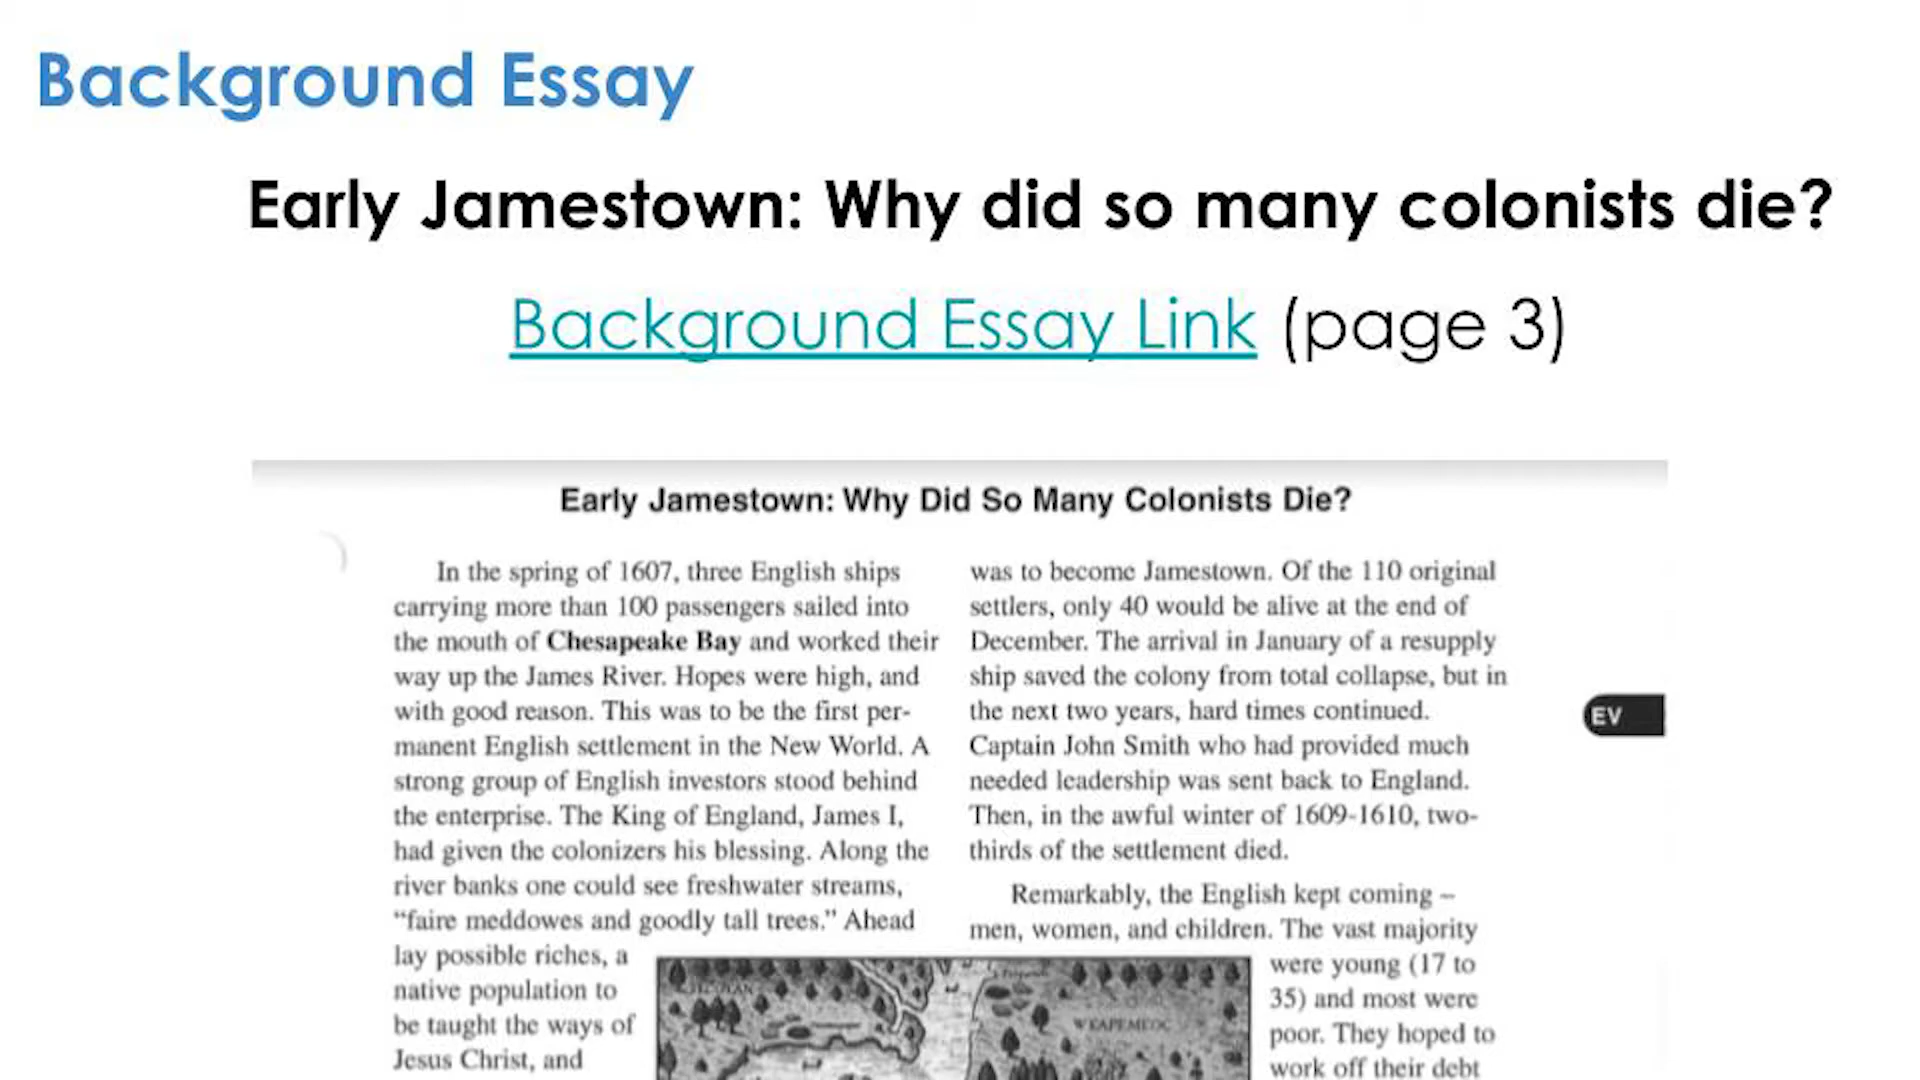 Background Essay
Early Jamestown: Why did so many colonists die?
Background Essay Link (page 3)
Early Jamestown: Why Did So Many Colonists Die?
In the spring of 1607, three English ships
carrying more than 100 passengers sailed into
the mouth of Chesapeake Bay and worked their
way up the James River. Hopes were high, and
with good reason. This was to be the first per-
manent English settlement in the New World. A
strong group of English investors stood behind
the enterprise. The King of England, James I,
had given the colonizers his blessing. Along the
river banks one could see freshwater streams,
“faire meddowes and goodly tall trees.” Ahead
lay possible riches, a
native population to
be taught the ways of
Jesus Christ, and
was to become Jamestown. Of the 110 original
settlers, only 40 would be alive at the end of
December. The arrival in January of a resupply
ship saved the colony from total collapse, but in
the next two years, hard times continued.
Captain John Smith who had provided much
needed leadership was sent back to England.
Then, in the awful winter of 1609-1610, two-
thirds of the settlement died.
Remarkably, the English kept coming –
men, women, and children. The vast majority
were young (17 to
35) and most were
poor. They hoped to
work off their debt
EV
WEAPEMEOC